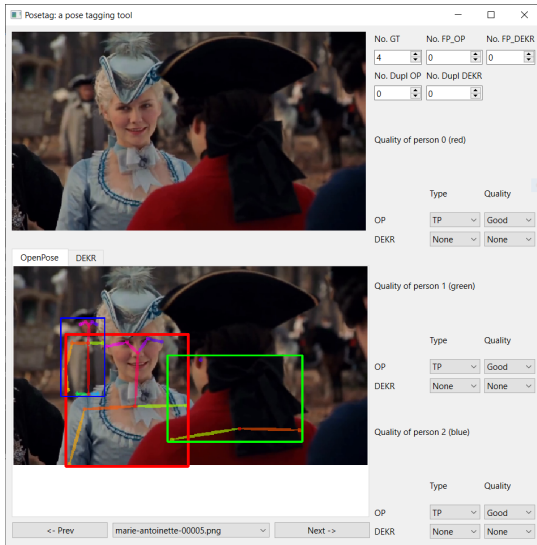 Posetag: a pose tagging tool
No. GT No. FP_OP No. FP_DEKR
4 0 0
No. Dupl OP No. Dupl DEKR
0 0
Quality of person 0 (red)
Type Quality
OP TP Good
DEKR None None
OpenPose DEKR
Quality of person 1 (green)
Type Quality
OP TP Good
DEKR None None
Quality of person 2 (blue)
Type Quality
OP TP Good
DEKR None None
<- Prev marie-antoinette-00005.png Next ->